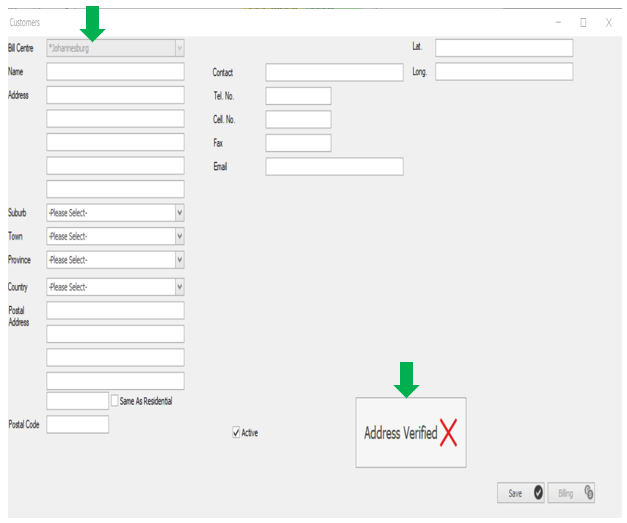 Customers
Bill Centre *Johannesburg Lat.
Name Contact Long.
Address Tel. No.
Cell. No.
Fax
Email
Suburb -Please Select-
Town -Please Select-
Province -Please Select-
Country -Please Select-
Postal
Address
Same As Residential
Postal Code
Active
Address Verified
Save Billing